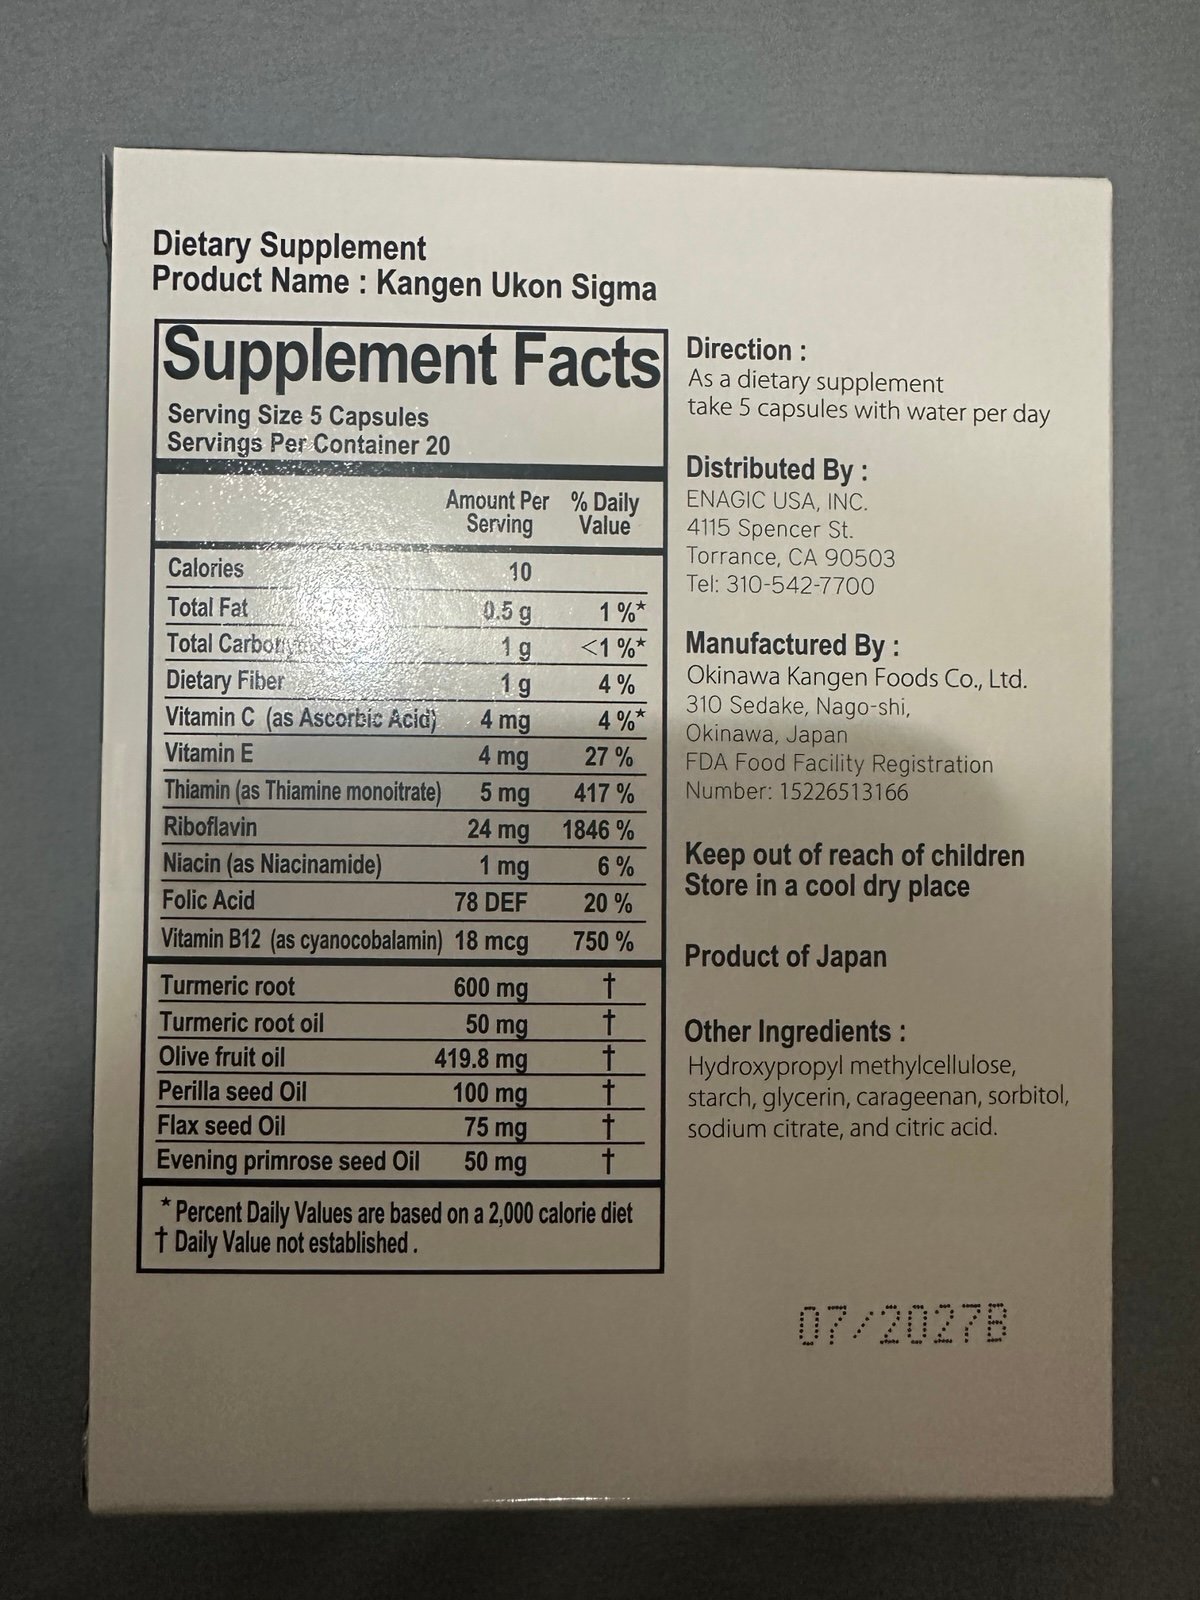 Dietary Supplement
Product Name : Kangen Ukon Sigma
Supplement Facts
Serving Size 5 Capsules
Servings Per Container 20
Amount Per Serving % Daily Value
Calories 10
Total Fat 0.5 g 1 %*
Total 1 g <1 %*
Dietary Fiber 1 g 4 %
Vitamin C (as Ascorbic Acid) 4 mg 4 %*
Vitamin E 4 mg 27 %
Thiamin (as Thiamine monoitrate) 5 mg 417 %
Riboflavin 24 mg 1846 %
Niacin (as Niacinamide) 1 mg 6 %
Folic Acid 78 DEF 20 %
Vitamin B12 (as cyanocobalamin) 18 mcg 750 %
Turmeric root 600 mg †
Turmeric root oil 50 mg †
Olive fruit oil 419.8 mg †
Perilla seed Oil 100 mg †
Flax seed Oil 75 mg †
Evening primrose seed Oil 50 mg †
* Percent Daily Values are based on a 2,000 calorie diet
† Daily Value not established .
Direction :
As a dietary supplement
take 5 capsules with water per day
Distributed By :
ENAGIC USA, INC.
4115 Spencer St.
Torrance, CA 90503
Tel: 310-542-7700
Manufactured By :
Okinawa Kangen Foods Co., Ltd.
310 Sedake, Nago-shi,
Okinawa, Japan
FDA Food Facility Registration
Number: 15226513166
Keep out of reach of children
Store in a cool dry place
Product of Japan
Other Ingredients :
Hydroxypropyl methylcellulose,
starch, glycerin, carageenan, sorbitol,
sodium citrate, and citric acid.
07/2027B